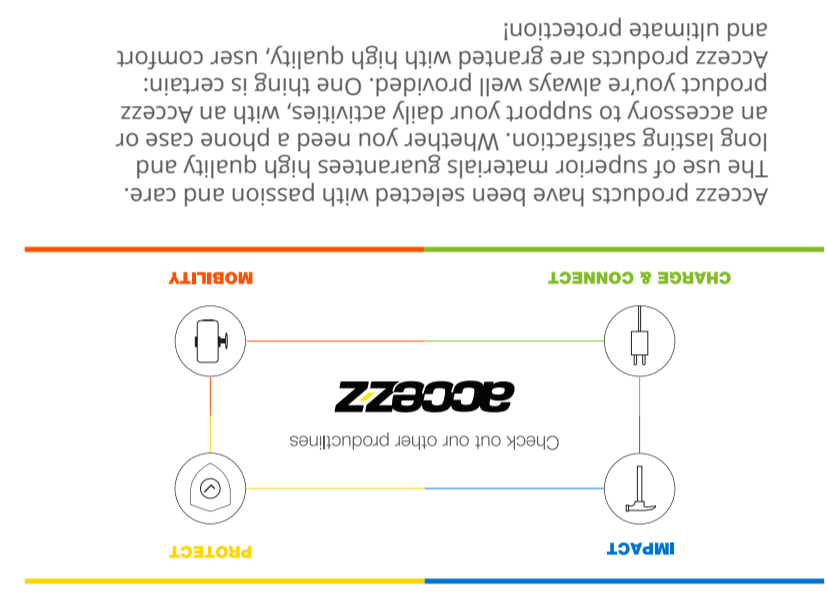 IMPACT
PROTECT
Check out our other productlines
accezz
CHARGE & CONNECT
MOBILITY
Accezz products have been selected with passion and care.
The use of superior materials guarantees high quality and
long lasting satisfaction. Whether you need a phone case or
an accessory to support your daily activities, with an Accezz
product you’re always well provided. One thing is certain:
Accezz products are granted with high quality, user comfort
and ultimate protection!